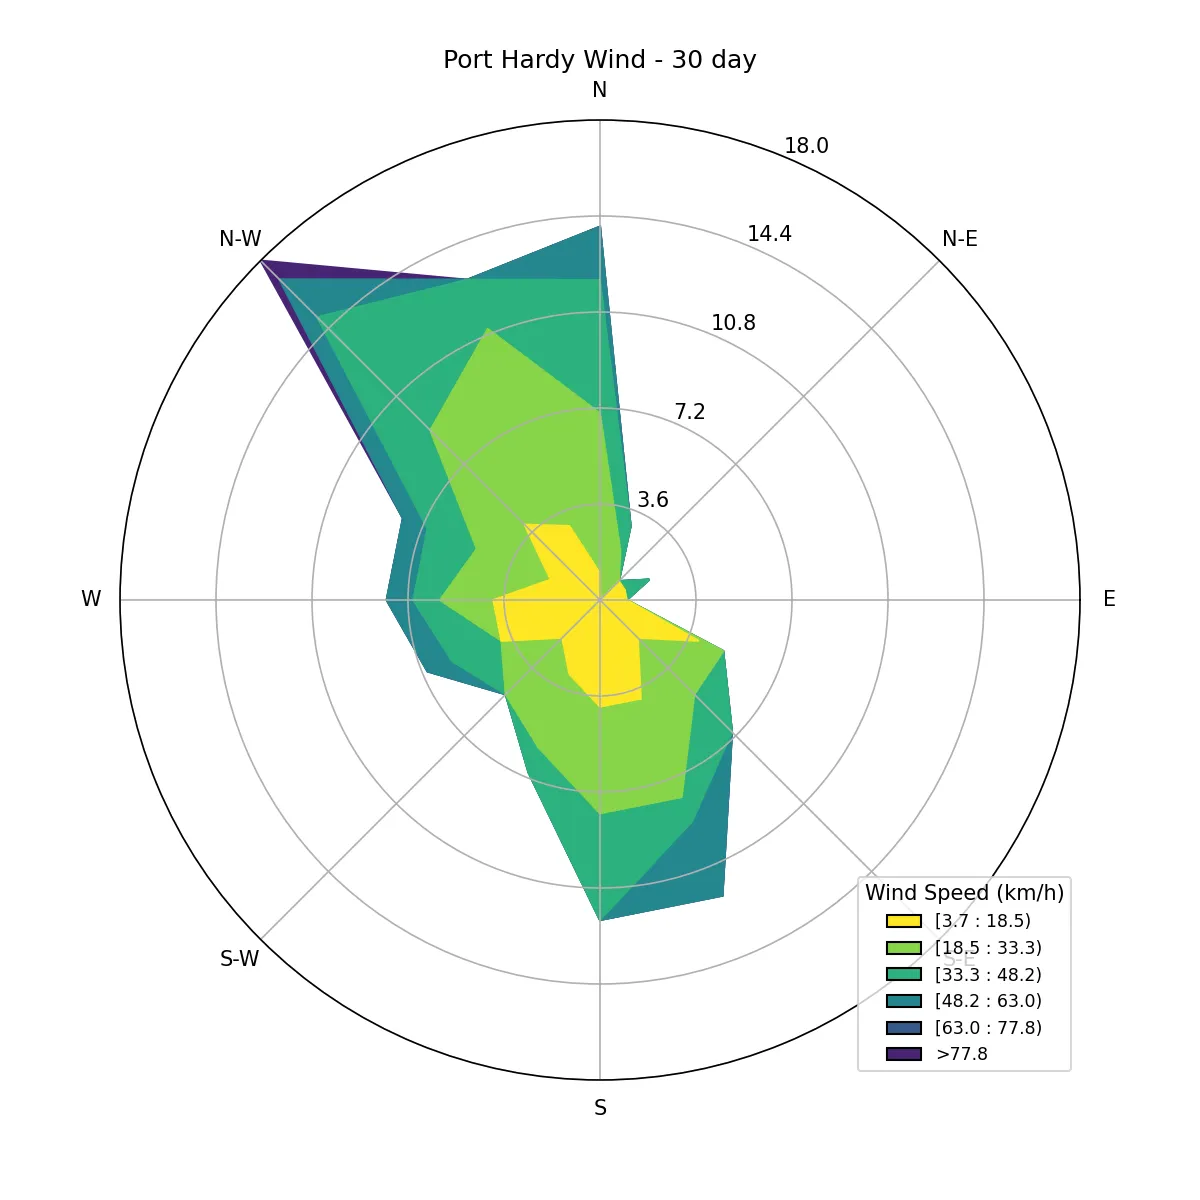 Port Hardy Wind - 30 day
N
18.0
14.4
N-W
N-E
10.8
7.2
3.6
W
E
Wind Speed (km/h)
[3.7 : 18.5)
[18.5 : 33.3)
S-W
S-E
[33.3 : 48.2)
[48.2 : 63.0)
[63.0 : 77.8)
>77.8
S